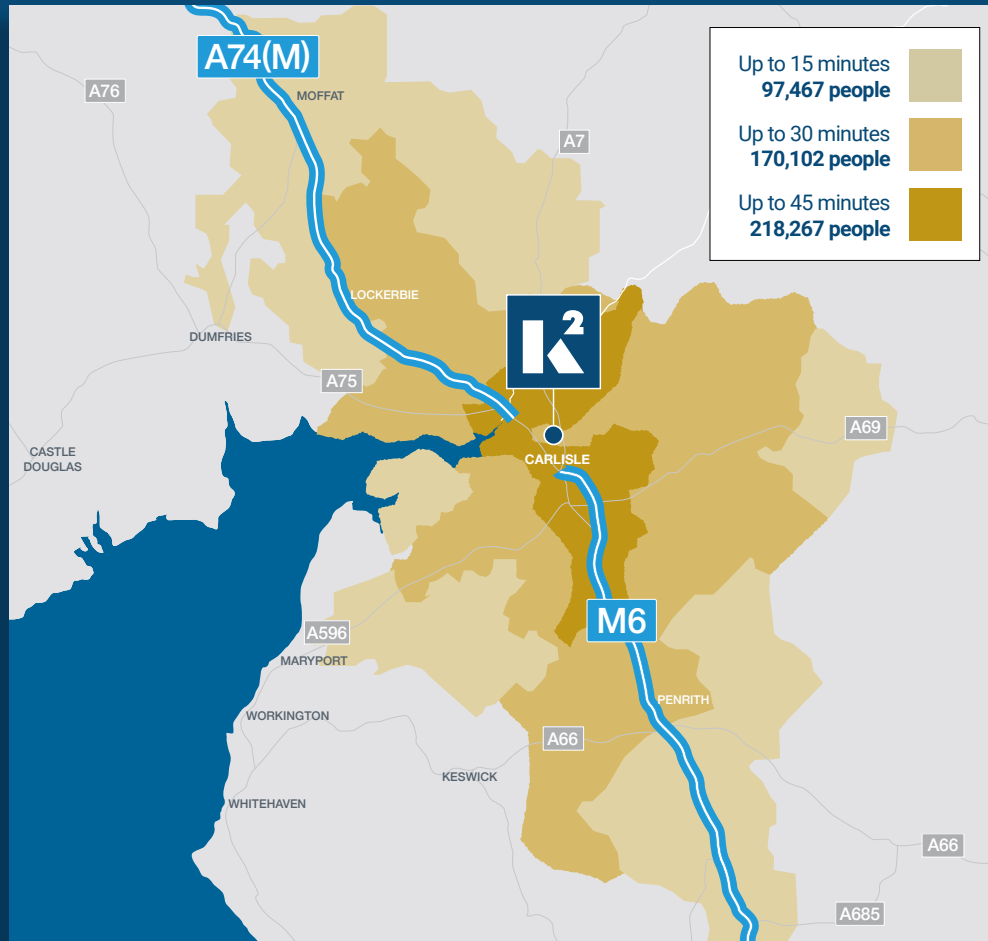 A74(M)
MOFFAT
A76
A7
Up to 15 minutes
97,467 people
Up to 30 minutes
170,102 people
Up to 45 minutes
218,267 people
LOCKERBIE
K²
DUMFRIES
A75
A69
CASTLE
DOUGLAS
CARLISLE
M6
A596
MARYPORT
PENRITH
WORKINGTON
A66
KESWICK
WHITEHAVEN
A66
A685